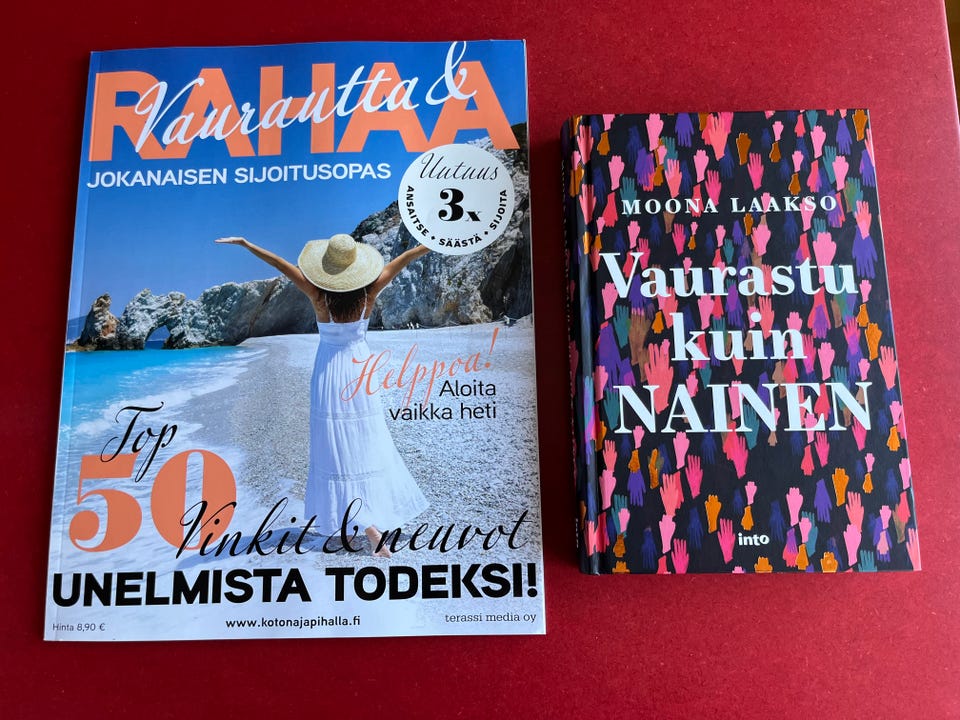 Vaurautta &
RAHAA
JOKANAISEN SIJOITUSOPAS
Uutuus
3x
ANSAITSE • SÄÄSTÄ • SIJOITA
Helppoa!
Aloita
vaikka heti
Top
50
Vinkit & neuvot
UNELMISTA TODEKSI!
Hinta 8,90 €
www.kotonajapihalla.fi
terassi media oy
MOONA LAAKSO
Vaurastu
kuin
NAINEN
into